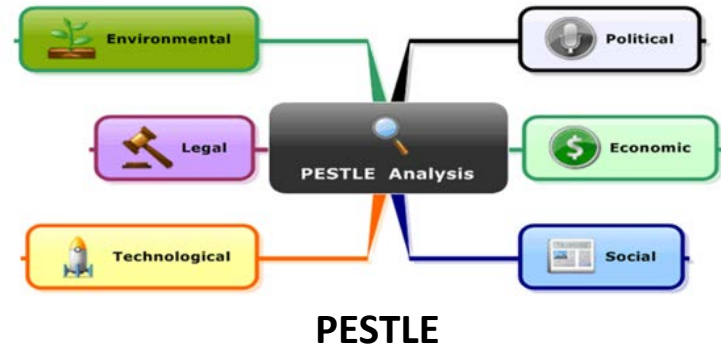 Environmental
Political
Legal
PESTLE Analysis
Economic
Technological
Social
PESTLE